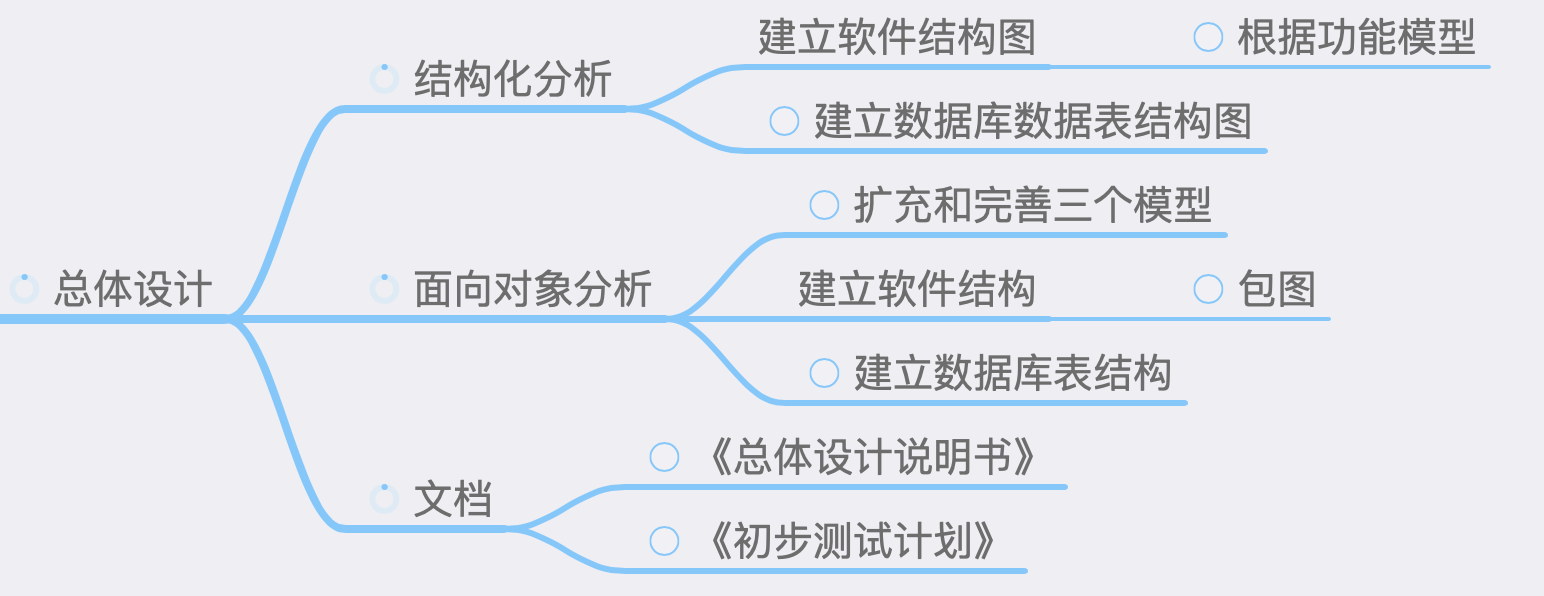 总体设计
结构化分析
建立软件结构图
根据功能模型
建立数据库数据表结构图
面向对象分析
扩充和完善三个模型
建立软件结构
包图
建立数据库表结构
文档
《总体设计说明书》
《初步测试计划》